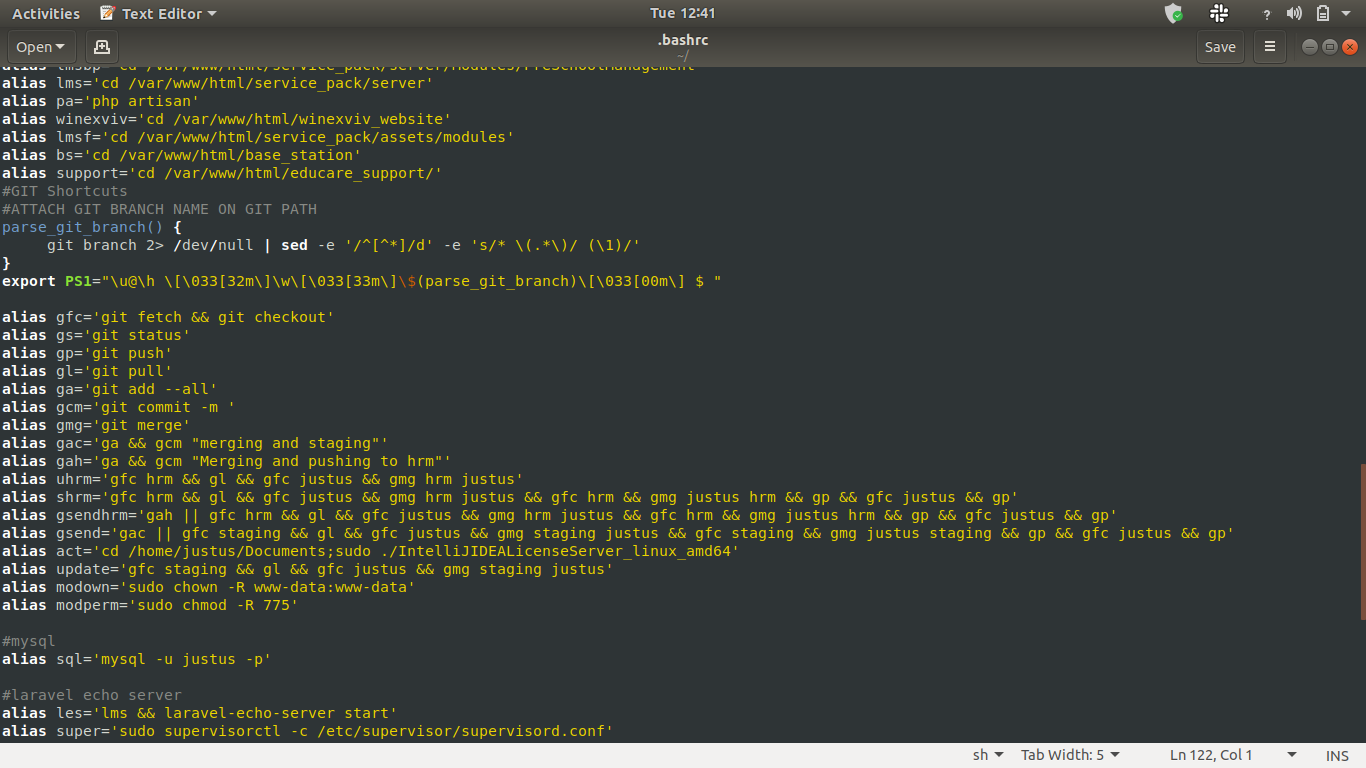 Activities Text Editor Tue 12:41 ?
Open .bashrc Save
~/
alias lmsbp='cd /var/www/html/service_pack/server/Modules/PreSchoolManagement'
alias lms='cd /var/www/html/service_pack/server'
alias pa='php artisan'
alias winexviv='cd /var/www/html/winexviv_website'
alias lmsf='cd /var/www/html/service_pack/assets/modules'
alias bs='cd /var/www/html/base_station'
alias support='cd /var/www/html/educare_support/'
#GIT Shortcuts
#ATTACH GIT BRANCH NAME ON GIT PATH
parse_git_branch() {
     git branch 2> /dev/null | sed -e '/^[^*]/d' -e 's/* \(.*\)/ (\1)/'
}
export PS1="\u@\h \[\033[32m\]\w\[\033[33m\]\$(parse_git_branch)\[\033[00m\] $ "
alias gfc='git fetch && git checkout'
alias gs='git status'
alias gp='git push'
alias gl='git pull'
alias ga='git add --all'
alias gcm='git commit -m '
alias gmg='git merge'
alias gac='ga && gcm "merging and staging"'
alias gah='ga && gcm "Merging and pushing to hrm"'
alias uhrm='gfc hrm && gl && gfc justus && gmg hrm justus'
alias shrm='gfc hrm && gl && gfc justus && gmg hrm justus && gfc hrm && gmg justus hrm && gp && gfc justus && gp'
alias gsendhrm='gah || gfc hrm && gl && gfc justus && gmg hrm justus && gfc hrm && gmg justus hrm && gp && gfc justus && gp'
alias gsend='gac || gfc staging && gl && gfc justus && gmg staging justus && gfc staging && gmg justus staging && gp && gfc justus && gp'
alias act='cd /home/justus/Documents;sudo ./IntelliJIDEALicenseServer_linux_amd64'
alias update='gfc staging && gl && gfc justus && gmg staging justus'
alias modown='sudo chown -R www-data:www-data'
alias modperm='sudo chmod -R 775'
#mysql
alias sql='mysql -u justus -p'
#laravel echo server
alias les='lms && laravel-echo-server start'
alias super='sudo supervisorctl -c /etc/supervisor/supervisord.conf'
sh Tab Width: 5 Ln 122, Col 1 INS